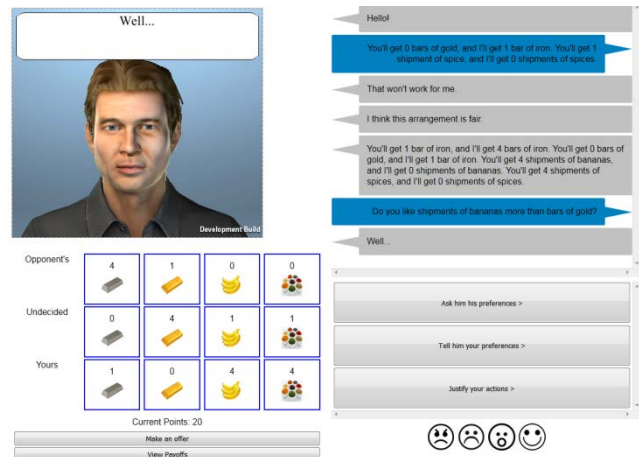 Well...
Development Build
Opponent's
4 1 0 0
Undecided
0 4 1 1
Yours
1 0 4 4
Current Points: 20
Make an offer
View Payoffs
Hello!
You'll get 0 bars of gold, and I'll get 1 bar of iron. You'll get 1
shipment of spice, and I'll get 0 shipments of spices.
That won't work for me.
I think this arrangement is fair.
You'll get 1 bar of iron, and I'll get 4 bars of iron. You'll get 0 bars of
gold, and I'll get 1 bar of iron. You'll get 4 shipments of bananas,
and I'll get 0 shipments of bananas. You'll get 4 shipments of
spices, and I'll get 0 shipments of spices.
Do you like shipments of bananas more than bars of gold?
Well...
Ask him his preferences >
Tell him your preferences >
Justify your actions >